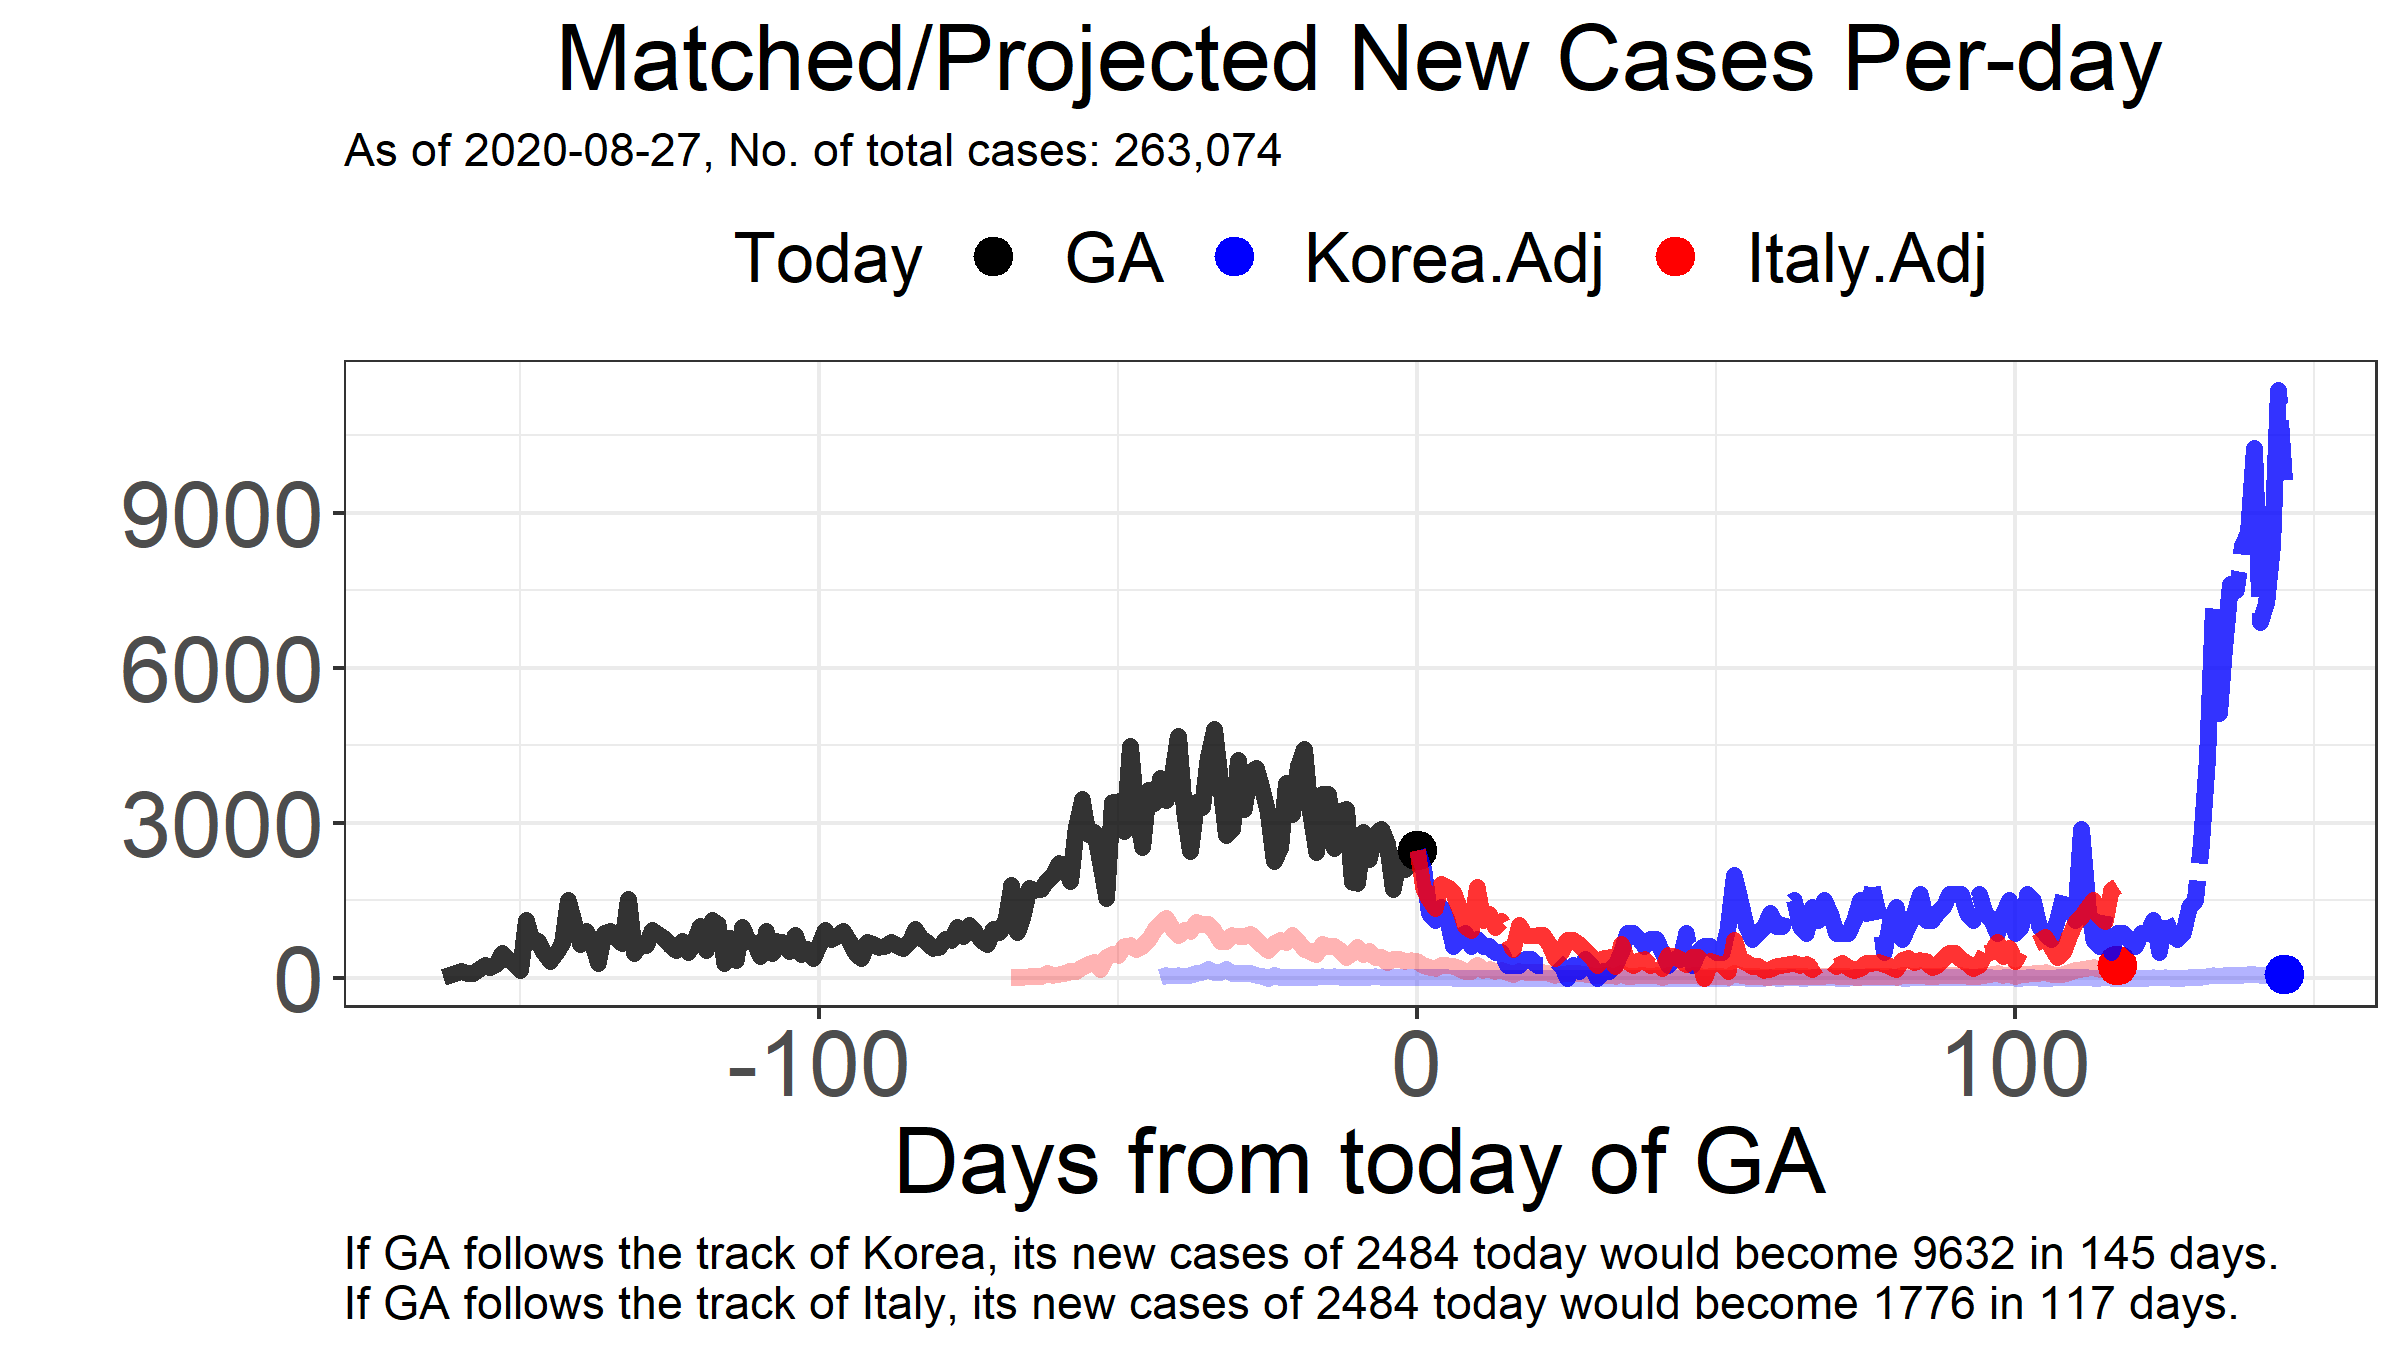 Matched/Projected New Cases Per-day
As of 2020-08-27, No. of total cases: 263,074
Today GA Korea.Adj Italy.Adj
9000
6000
3000
0
-100 0 100
Days from today of GA
If GA follows the track of Korea, its new cases of 2484 today would become 9632 in 145 days.
If GA follows the track of Italy, its new cases of 2484 today would become 1776 in 117 days.